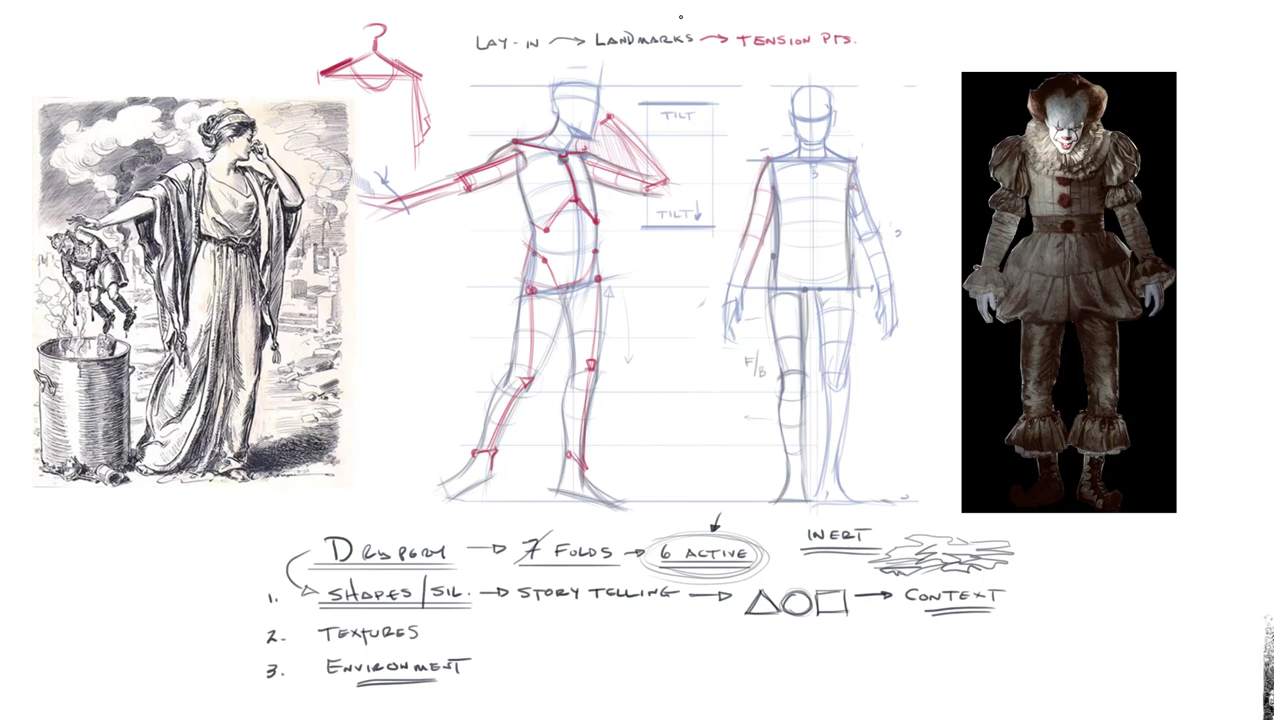 LAY-IN → LANDMARKS → TENSION PTS.
TILT
TILT↓
F/B
DRAPERY → 7 FOLDS → 6 ACTIVE INERT
1. SHAPES/SIL. → STORY TELLING → △○□ → CONTEXT
2. TEXTURES
3. ENVIRONMENT